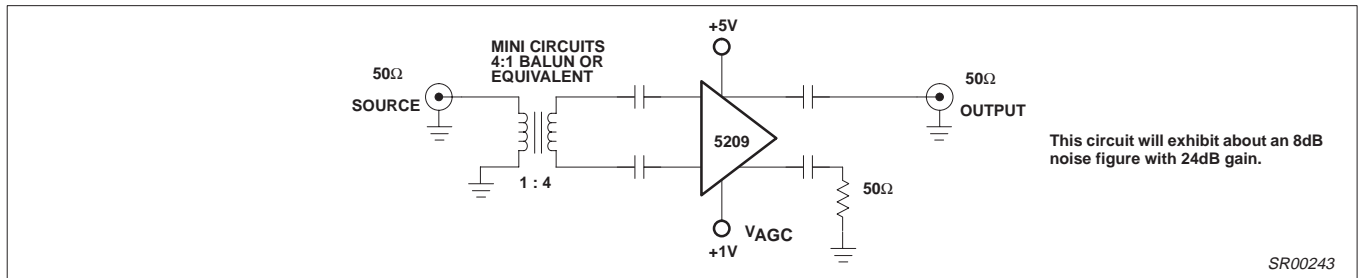 +5V
MINI CIRCUITS
4:1 BALUN OR
EQUIVALENT
50Ω
SOURCE
50Ω
OUTPUT
5209
This circuit will exhibit about an 8dB
noise figure with 24dB gain.
1 : 4
50Ω
VAGC
+1V
SR00243